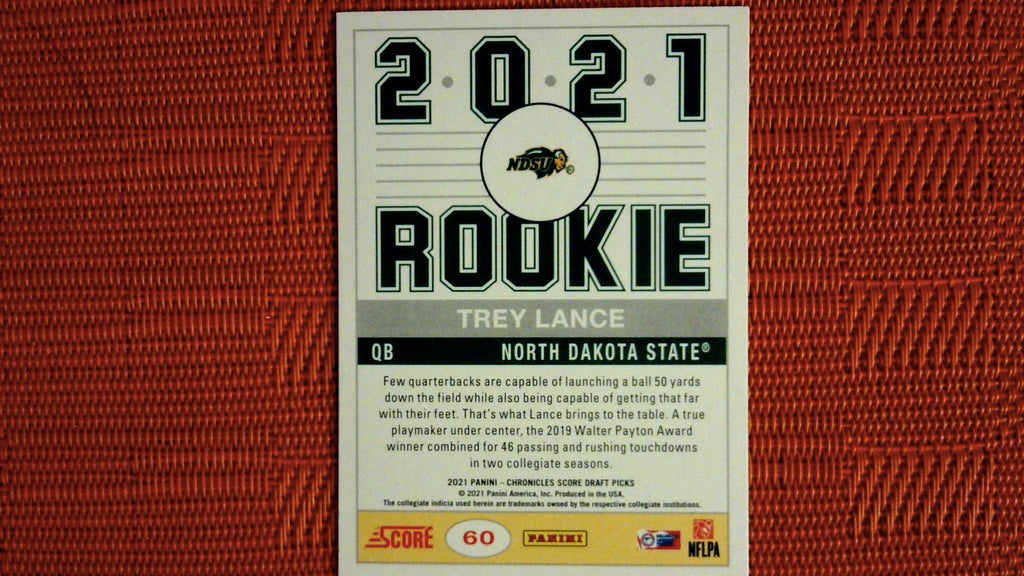 2·0·2·1
NDSU
ROOKIE
TREY LANCE
QB NORTH DAKOTA STATE®
Few quarterbacks are capable of launching a ball 50 yards
down the field while also being capable of getting that far
with their feet. That's what Lance brings to the table. A true
playmaker under center, the 2019 Walter Payton Award
winner combined for 46 passing and rushing touchdowns
in two collegiate seasons.
2021 PANINI – CHRONICLES SCORE DRAFT PICKS
© 2021 Panini America, Inc. Produced in the USA.
The collegiate indicia used herein are trademarks owned by the respective collegiate institutions.
SCORE 60 PANINI NFLPA